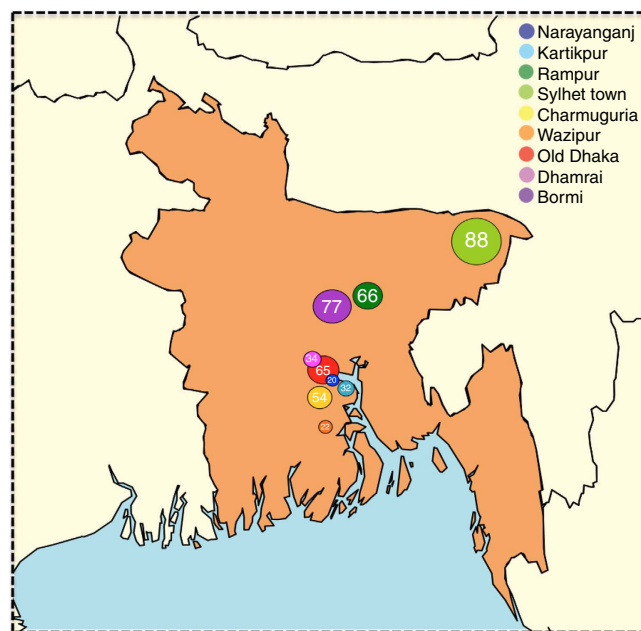 Narayanganj
Kartikpur
Rampur
Sylhet town
Charmuguria
Wazipur
Old Dhaka
Dhamrai
Bormi
88
66
77
34
65
20
32
54
22